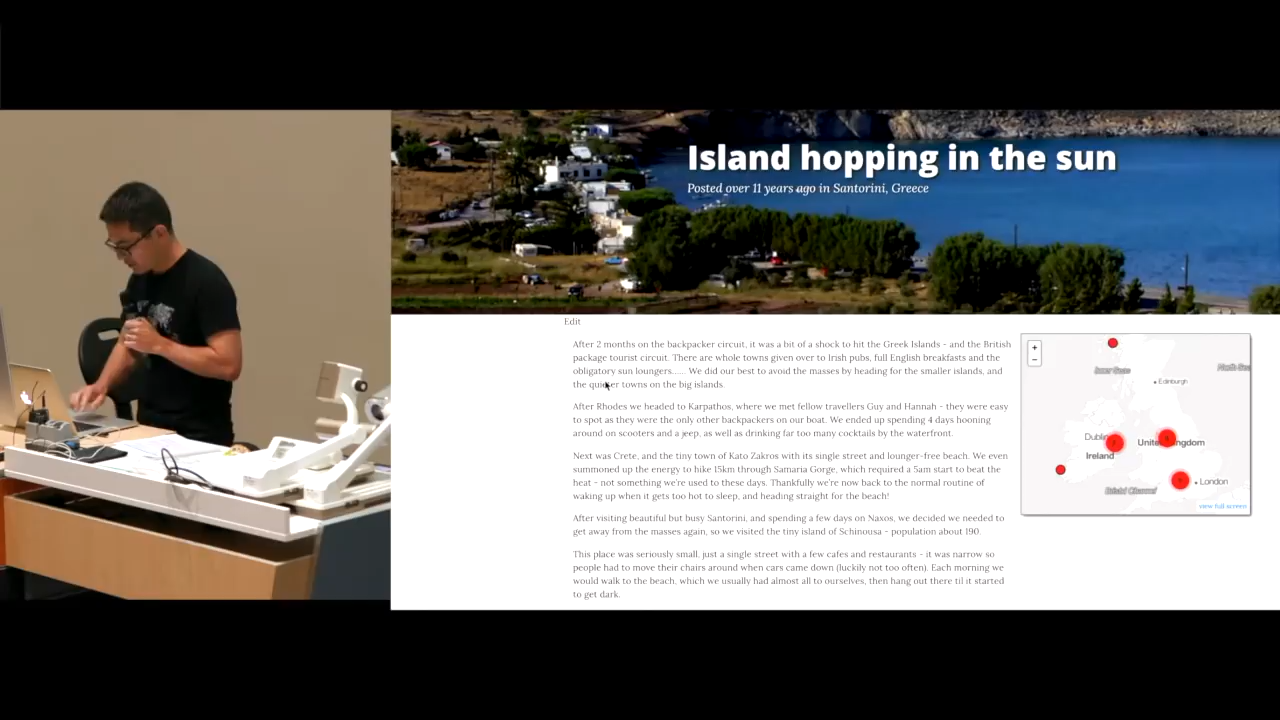 Island hopping in the sun
Posted over 11 years ago in Santorini, Greece
Edit
After 2 months on the backpacker circuit, it was a bit of a shock to hit the Greek Islands - and the British
package tourist circuit. There are whole towns given over to Irish pubs, full English breakfasts and the
obligatory sun loungers...... We did our best to avoid the masses by heading for the smaller islands, and
the quieter towns on the big islands.
After Rhodes we headed to Karpathos, where we met fellow travellers Guy and Hannah - they were easy
to spot as they were the only other backpackers on our boat. We ended up spending 4 days hooning
around on scooters and a jeep, as well as drinking far too many cocktails by the waterfront.
Next was Crete, and the tiny town of Kato Zakros with its single street and lounger-free beach. We even
summoned up the energy to hike 15km through Samaria Gorge, which required a 5am start to beat the
heat - not something we're used to these days. Thankfully we're now back to the normal routine of
waking up when it gets too hot to sleep, and heading straight for the beach!
After visiting beautiful but busy Santorini, and spending a few days on Naxos, we decided we needed to
get away from the masses again, so we visited the tiny island of Schinousa - population about 190.
This place was seriously small, just a single street with a few cafes and restaurants - it was narrow so
people had to move their chairs around when cars came down (luckily not too often). Each morning we
would walk to the beach, which we usually had almost all to ourselves, then hang out there til it started
to get dark.
+
−
Edinburgh
Dublin
United Kingdom
Ireland
London
Bristol Channel
view full screen